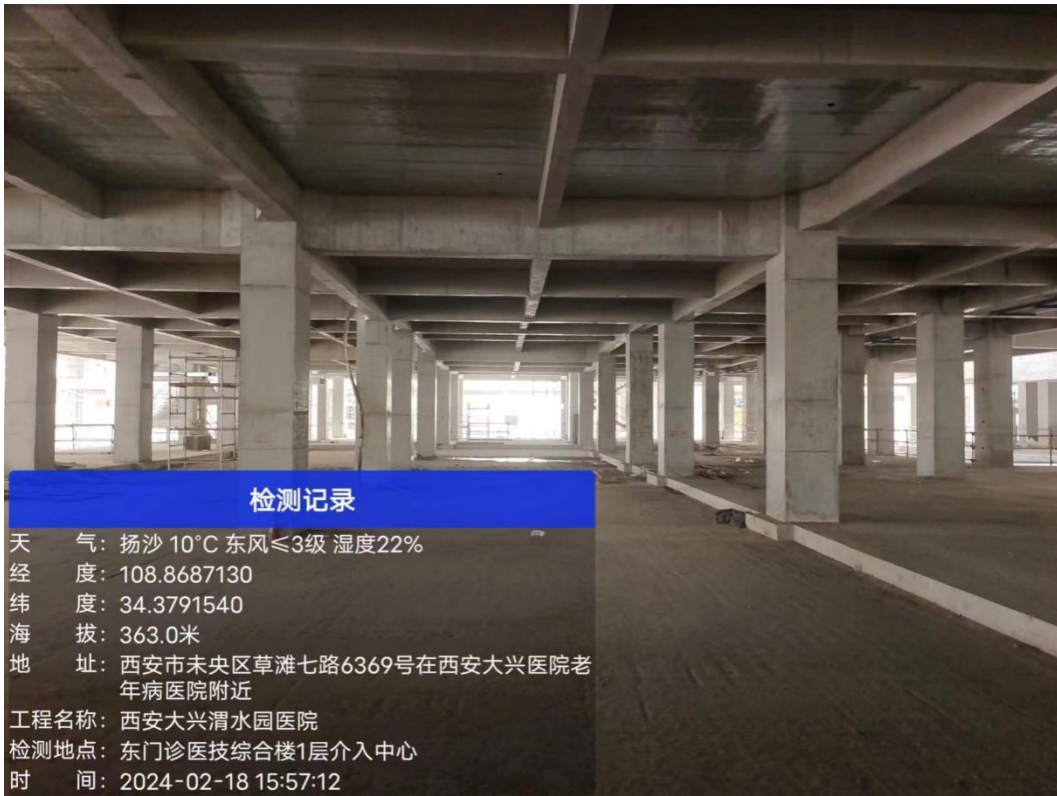 检测记录
天气：扬沙 10°C 东风≤3级 湿度22%
经度：108.8687130
纬度：34.3791540
海拔：363.0米
地址：西安市未央区草滩七路6369号在西安大兴医院老
年病医院附近
工程名称：西安大兴渭水园医院
检测地点：东门诊医技综合楼1层介入中心
时间：2024-02-18 15:57:12